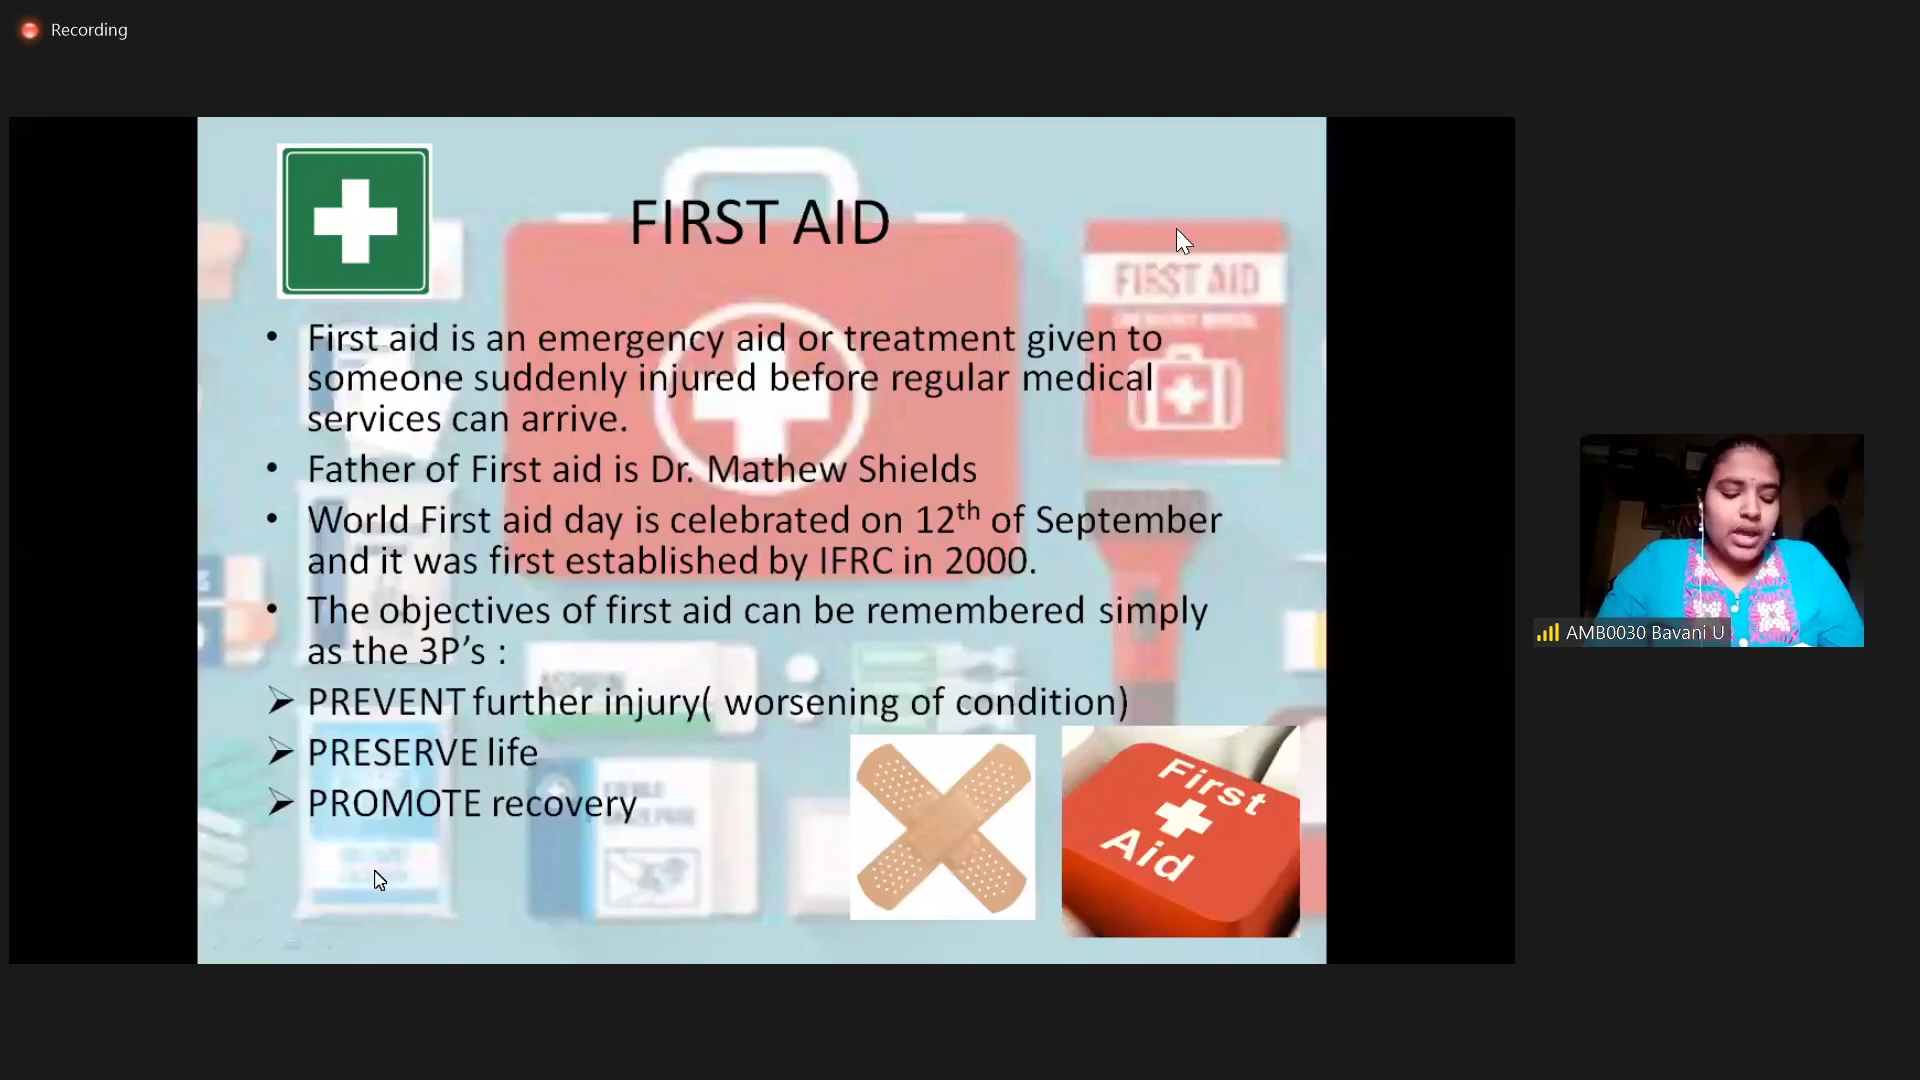 Recording
FIRST AID
FIRST AID
• First aid is an emergency aid or treatment given to
someone suddenly injured before regular medical
services can arrive.
• Father of First aid is Dr. Mathew Shields
• World First aid day is celebrated on 12th of September
and it was first established by IFRC in 2000.
• The objectives of first aid can be remembered simply
as the 3P’s :
➢ PREVENT further injury( worsening of condition)
➢ PRESERVE life
➢ PROMOTE recovery
First
Aid
AMB0030 Bavani U